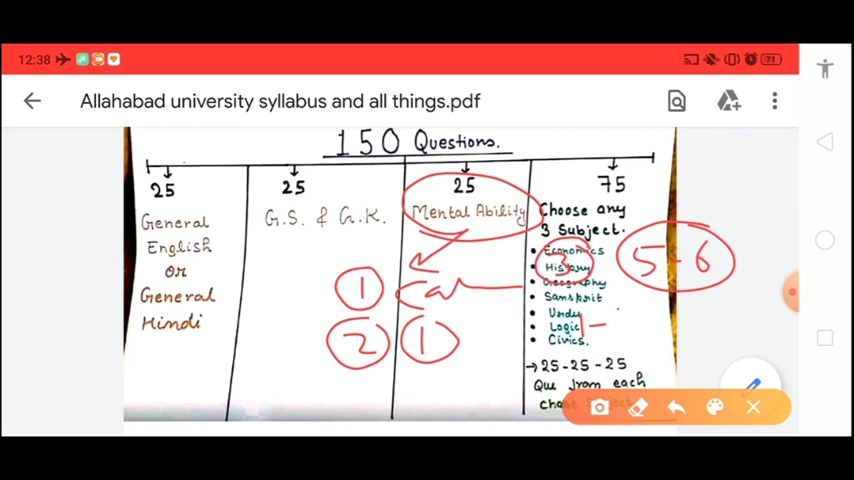 12:38
71
Allahabad university syllabus and all things.pdf
150 Questions.
25
25
25
75
General
English
or
General
Hindi
G.S. & G.K.
Mental Ability
Choose any
3 Subject.
• Economics
• History
• Geography
• Sanskrit
• Urdu
• Logic
• Civics.
→ 25-25-25
Que from each
3
5-6
1
2
1
1-